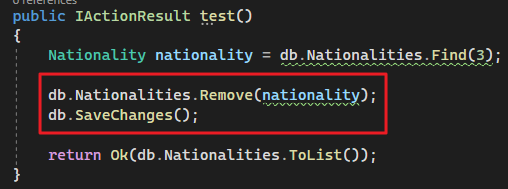 0 references
public IActionResult test()
{
Nationality nationality = db.Nationalities.Find(3);
db.Nationalities.Remove(nationality);
db.SaveChanges();
return Ok(db.Nationalities.ToList());
}